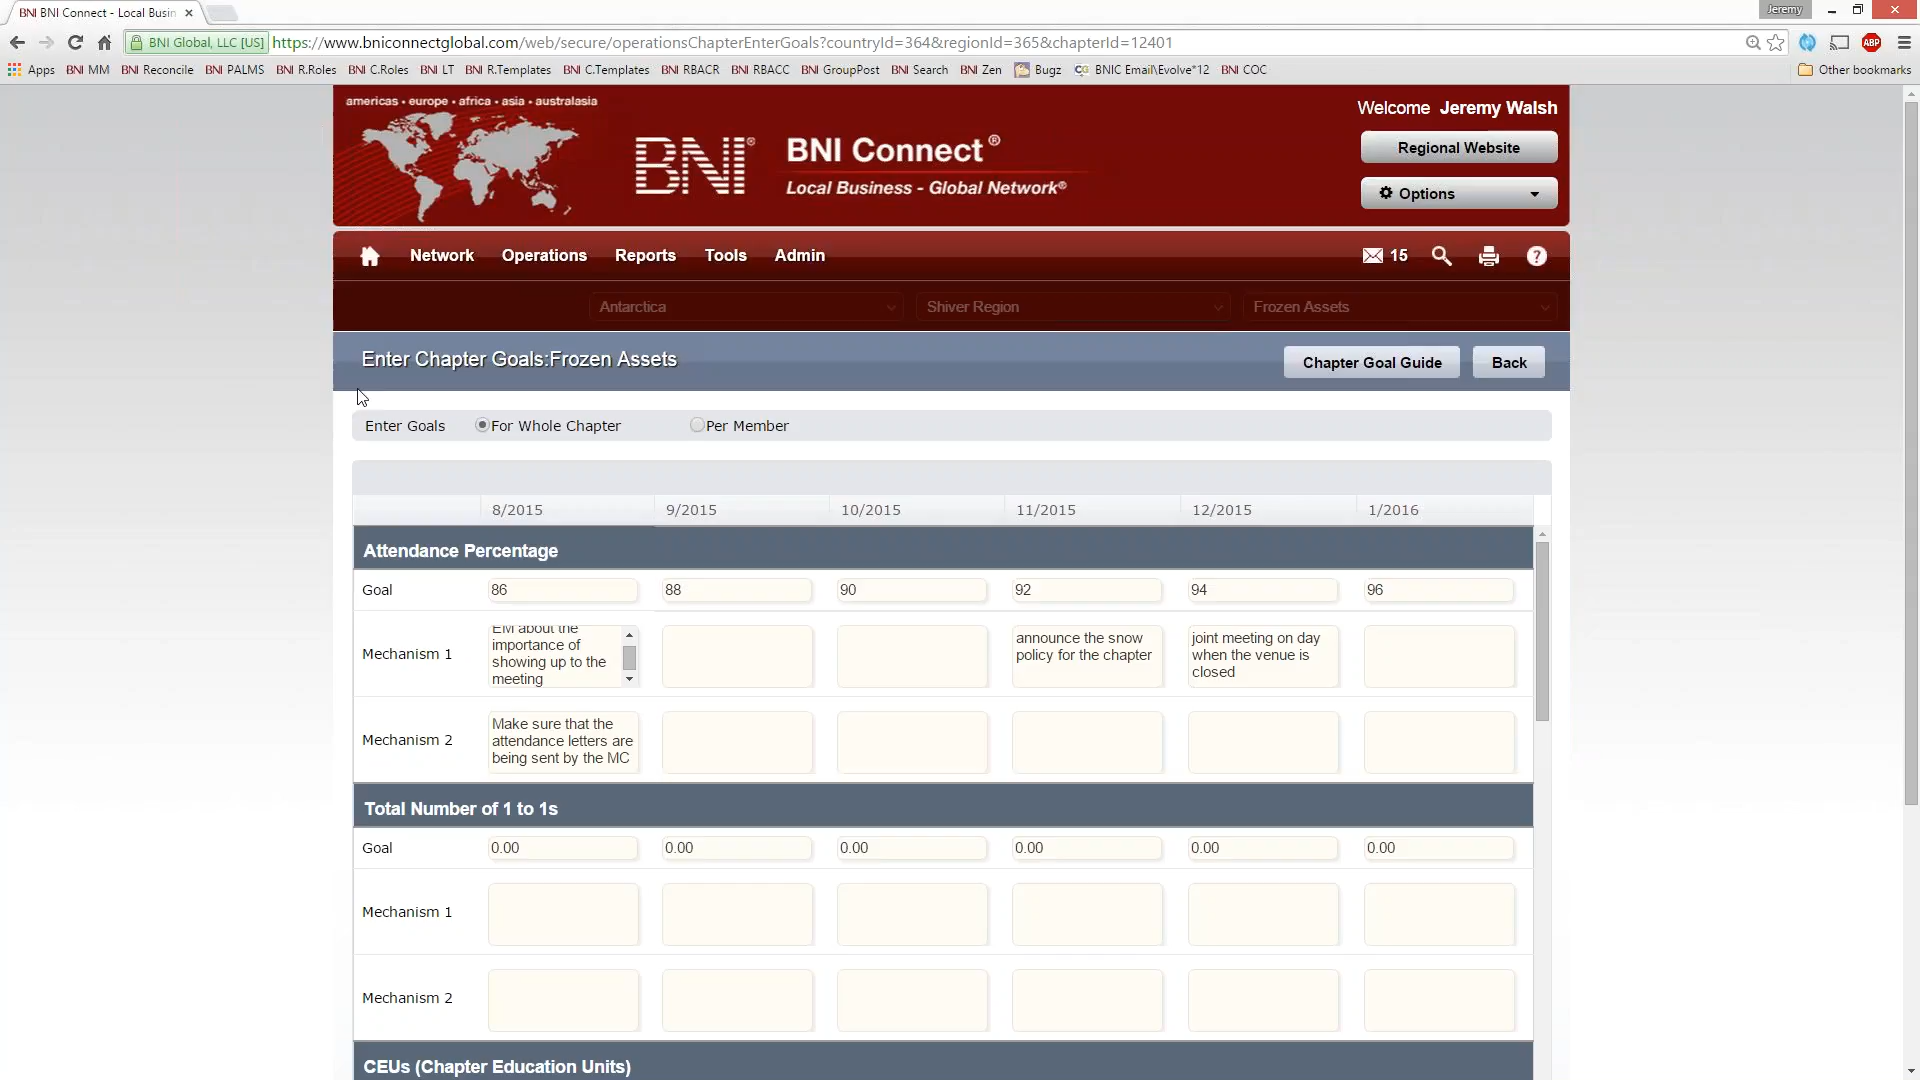 BNI BNI Connect - Local Busin
Jeremy
BNI Global, LLC [US] https://www.bniconnectglobal.com/web/secure/operationsChapterEnterGoals?countryId=364&regionId=365&chapterId=12401
ABP
Apps BNI MM BNI Reconcile BNI PALMS BNI R.Roles BNI C.Roles BNI LT BNI R.Templates BNI C.Templates BNI RBACR BNI RBACC BNI GroupPost BNI Search BNI Zen Bugz CG BNIC Email\Evolve*12 BNI COC Other bookmarks
americas • europe • africa • asia • australasia
BNI®
BNI Connect®
Local Business - Global Network®
Welcome Jeremy Walsh
Regional Website
Options
Network Operations Reports Tools Admin 15 ?
Antarctica Shiver Region Frozen Assets
Enter Chapter Goals:Frozen Assets Chapter Goal Guide Back
Enter Goals For Whole Chapter Per Member
8/2015 9/2015 10/2015 11/2015 12/2015 1/2016
Attendance Percentage
Goal 86 88 90 92 94 96
Mechanism 1
EM about the
importance of
showing up to the
meeting
announce the snow
policy for the chapter
joint meeting on day
when the venue is
closed
Mechanism 2
Make sure that the
attendance letters are
being sent by the MC
Total Number of 1 to 1s
Goal 0.00 0.00 0.00 0.00 0.00 0.00
Mechanism 1
Mechanism 2
CEUs (Chapter Education Units)